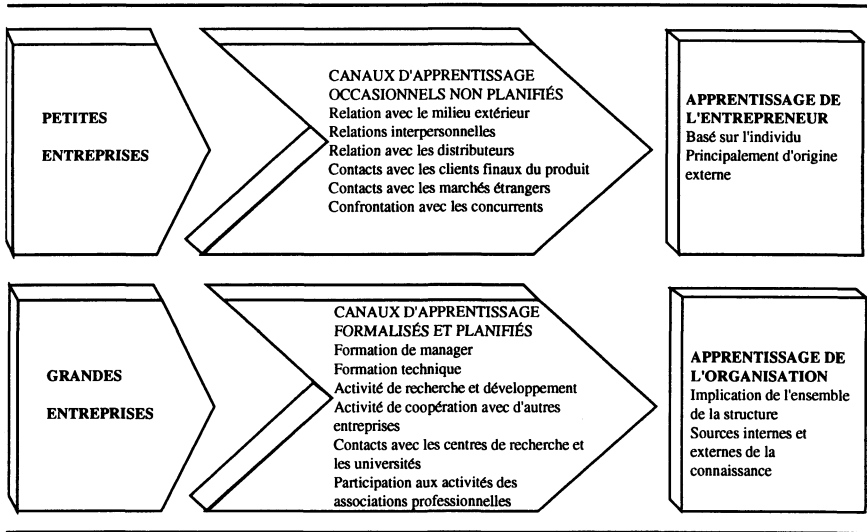 PETITES
ENTREPRISES
CANAUX D'APPRENTISSAGE
OCCASIONNELS NON PLANIFIÉS
Relation avec le milieu extérieur
Relations interpersonnelles
Relation avec les distributeurs
Contacts avec les clients finaux du produit
Contacts avec les marchés étrangers
Confrontation avec les concurrents
APPRENTISSAGE DE
L'ENTREPRENEUR
Basé sur l'individu
Principalement d'origine
externe
GRANDES
ENTREPRISES
CANAUX D'APPRENTISSAGE
FORMALISÉS ET PLANIFIÉS
Formation de manager
Formation technique
Activité de recherche et développement
Activité de coopération avec d'autres
entreprises
Contacts avec les centres de recherche et
les universités
Participation aux activités des
associations professionnelles
APPRENTISSAGE DE
L'ORGANISATION
Implication de l'ensemble
de la structure
Sources internes et
externes de la
connaissance